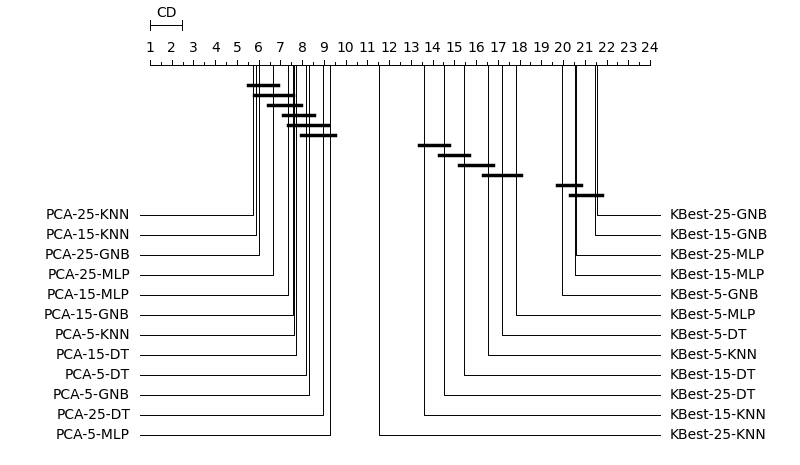 CD
1 2 3 4 5 6 7 8 9 10 11 12 13 14 15 16 17 18 19 20 21 22 23 24
PCA-25-KNN KBest-25-GNB
PCA-15-KNN KBest-15-GNB
PCA-25-GNB KBest-25-MLP
PCA-25-MLP KBest-15-MLP
PCA-15-MLP KBest-5-GNB
PCA-15-GNB KBest-5-MLP
PCA-5-KNN KBest-5-DT
PCA-15-DT KBest-5-KNN
PCA-5-DT KBest-15-DT
PCA-5-GNB KBest-25-DT
PCA-25-DT KBest-15-KNN
PCA-5-MLP KBest-25-KNN